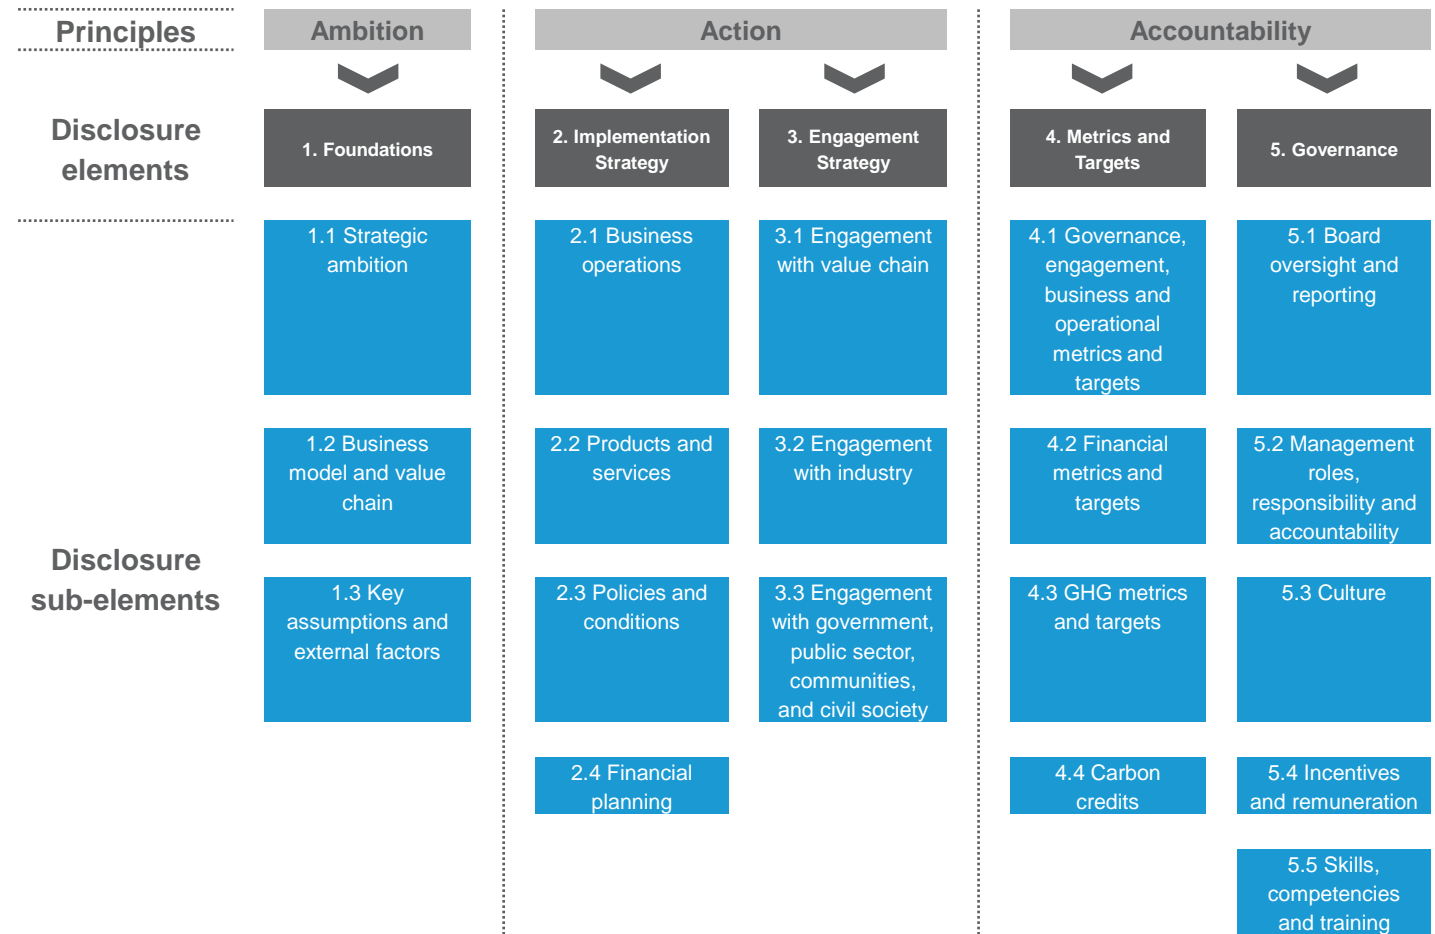 Principles
Ambition
Action
Accountability
Disclosure
elements
1. Foundations
2. Implementation
Strategy
3. Engagement
Strategy
4. Metrics and
Targets
5. Governance
Disclosure
sub-elements
1.1 Strategic
ambition
2.1 Business
operations
3.1 Engagement
with value chain
4.1 Governance,
engagement,
business and
operational
metrics and
targets
5.1 Board
oversight and
reporting
1.2 Business
model and value
chain
2.2 Products and
services
3.2 Engagement
with industry
4.2 Financial
metrics and
targets
5.2 Management
roles,
responsibility and
accountability
1.3 Key
assumptions and
external factors
2.3 Policies and
conditions
3.3 Engagement
with government,
public sector,
communities,
and civil society
4.3 GHG metrics
and targets
5.3 Culture
2.4 Financial
planning
4.4 Carbon
credits
5.4 Incentives
and remuneration
5.5 Skills,
competencies
and training